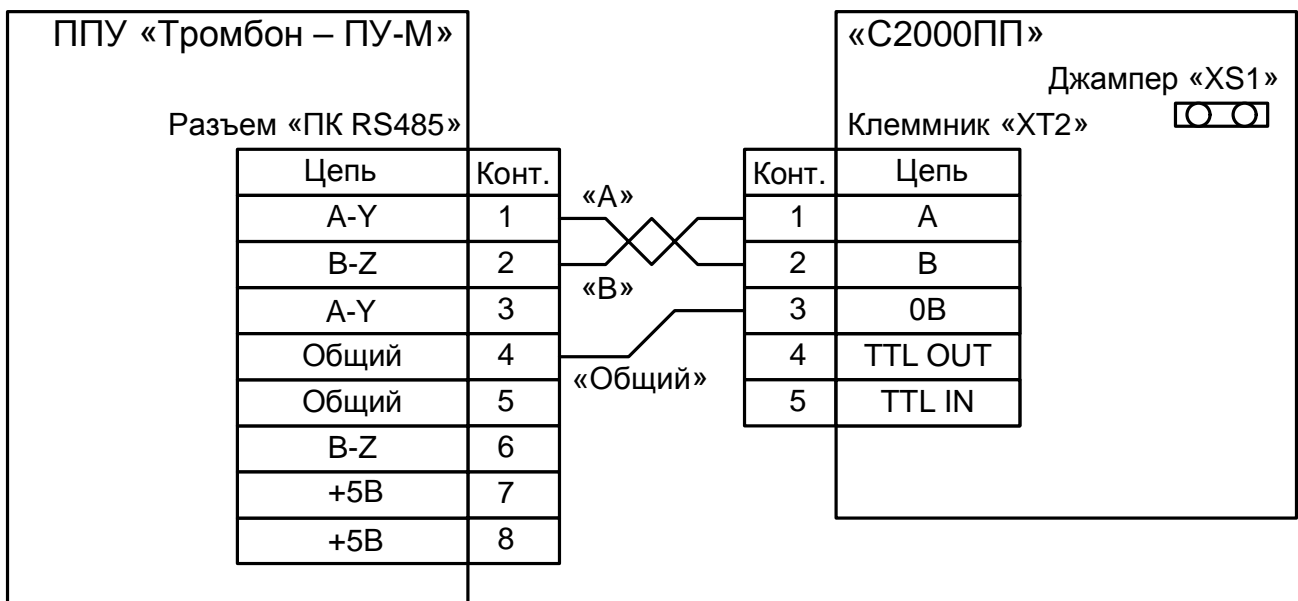 ППУ «Тромбон – ПУ-М»
Разъем «ПК RS485»
Цепь Конт.
A-Y 1
B-Z 2
A-Y 3
Общий 4
Общий 5
B-Z 6
+5В 7
+5В 8
«А»
«В»
«Общий»
«С2000ПП»
Джампер «XS1»
Клеммник «XT2»
Конт. Цепь
1 A
2 B
3 0В
4 TTL OUT
5 TTL IN